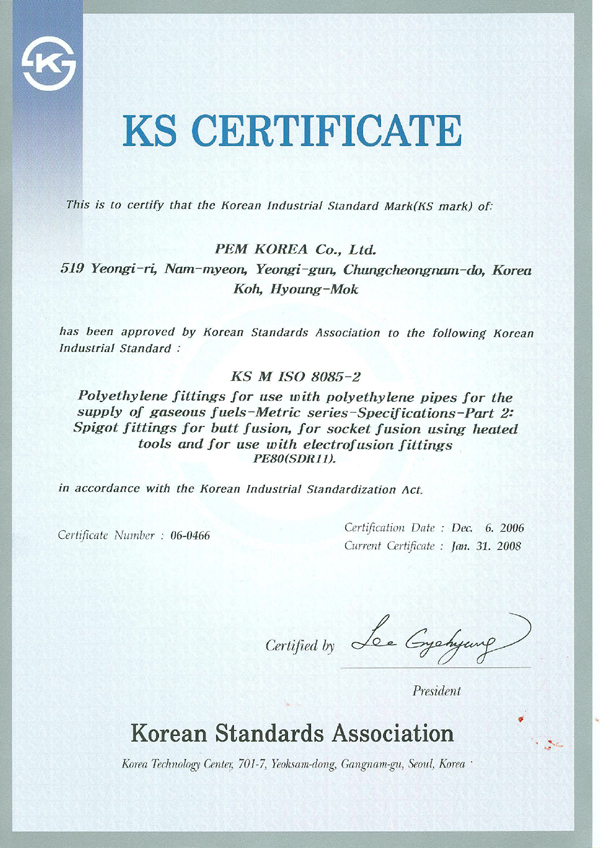 KS
KS CERTIFICATE
This is to certify that the Korean Industrial Standard Mark(KS mark) of:
PEM KOREA Co., Ltd.
519 Yeongi-ri, Nam-myeon, Yeongi-gun, Chungcheongnam-do, Korea
Koh, Hyoung-Mok
has been approved by Korean Standards Association to the following Korean
Industrial Standard :
KS M ISO 8085-2
Polyethylene fittings for use with polyethylene pipes for the
supply of gaseous fuels-Metric series-Specifications-Part 2:
Spigot fittings for butt fusion, for socket fusion using heated
tools and for use with electrofusion fittings
PE80(SDR11).
in accordance with the Korean Industrial Standardization Act.
Certificate Number : 06-0466
Certification Date : Dec. 6. 2006
Current Certificate : Jan. 31. 2008
Certified by Lee Gyehyung
President
Korean Standards Association
Korea Technology Center, 701-7, Yeoksam-dong, Gangnam-gu, Seoul, Korea